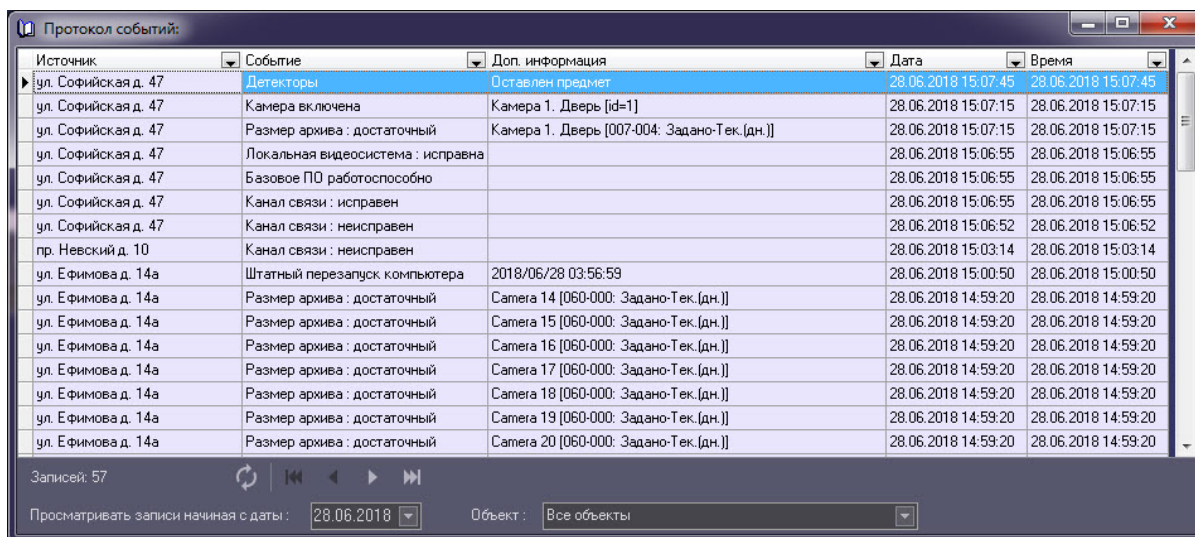 Протокол событий:
Источник Событие Доп. информация Дата Время
ул. Софийская д. 47 Детекторы Оставлен предмет 28.06.2018 15:07:45 28.06.2018 15:07:45
ул. Софийская д. 47 Камера включена Камера 1. Дверь [id=1] 28.06.2018 15:07:15 28.06.2018 15:07:15
ул. Софийская д. 47 Размер архива : достаточный Камера 1. Дверь [007-004: Задано-Тек.(дн.)] 28.06.2018 15:07:15 28.06.2018 15:07:15
ул. Софийская д. 47 Локальная видеосистема : исправна 28.06.2018 15:06:55 28.06.2018 15:06:55
ул. Софийская д. 47 Базовое ПО работоспособно 28.06.2018 15:06:55 28.06.2018 15:06:55
ул. Софийская д. 47 Канал связи : исправен 28.06.2018 15:06:55 28.06.2018 15:06:55
ул. Софийская д. 47 Канал связи : неисправен 28.06.2018 15:06:52 28.06.2018 15:06:52
пр. Невский д. 10 Канал связи : неисправен 28.06.2018 15:03:14 28.06.2018 15:03:14
ул. Ефимова д. 14а Штатный перезапуск компьютера 2018/06/28 03:56:59 28.06.2018 15:00:50 28.06.2018 15:00:50
ул. Ефимова д. 14а Размер архива : достаточный Camera 14 [060-000: Задано-Тек.(дн.)] 28.06.2018 14:59:20 28.06.2018 14:59:20
ул. Ефимова д. 14а Размер архива : достаточный Camera 15 [060-000: Задано-Тек.(дн.)] 28.06.2018 14:59:20 28.06.2018 14:59:20
ул. Ефимова д. 14а Размер архива : достаточный Camera 16 [060-000: Задано-Тек.(дн.)] 28.06.2018 14:59:20 28.06.2018 14:59:20
ул. Ефимова д. 14а Размер архива : достаточный Camera 17 [060-000: Задано-Тек.(дн.)] 28.06.2018 14:59:20 28.06.2018 14:59:20
ул. Ефимова д. 14а Размер архива : достаточный Camera 18 [060-000: Задано-Тек.(дн.)] 28.06.2018 14:59:20 28.06.2018 14:59:20
ул. Ефимова д. 14а Размер архива : достаточный Camera 19 [060-000: Задано-Тек.(дн.)] 28.06.2018 14:59:20 28.06.2018 14:59:20
ул. Ефимова д. 14а Размер архива : достаточный Camera 20 [060-000: Задано-Тек.(дн.)] 28.06.2018 14:59:20 28.06.2018 14:59:20
Записей: 57
Просматривать записи начиная с даты : 28.06.2018 Объект : Все объекты